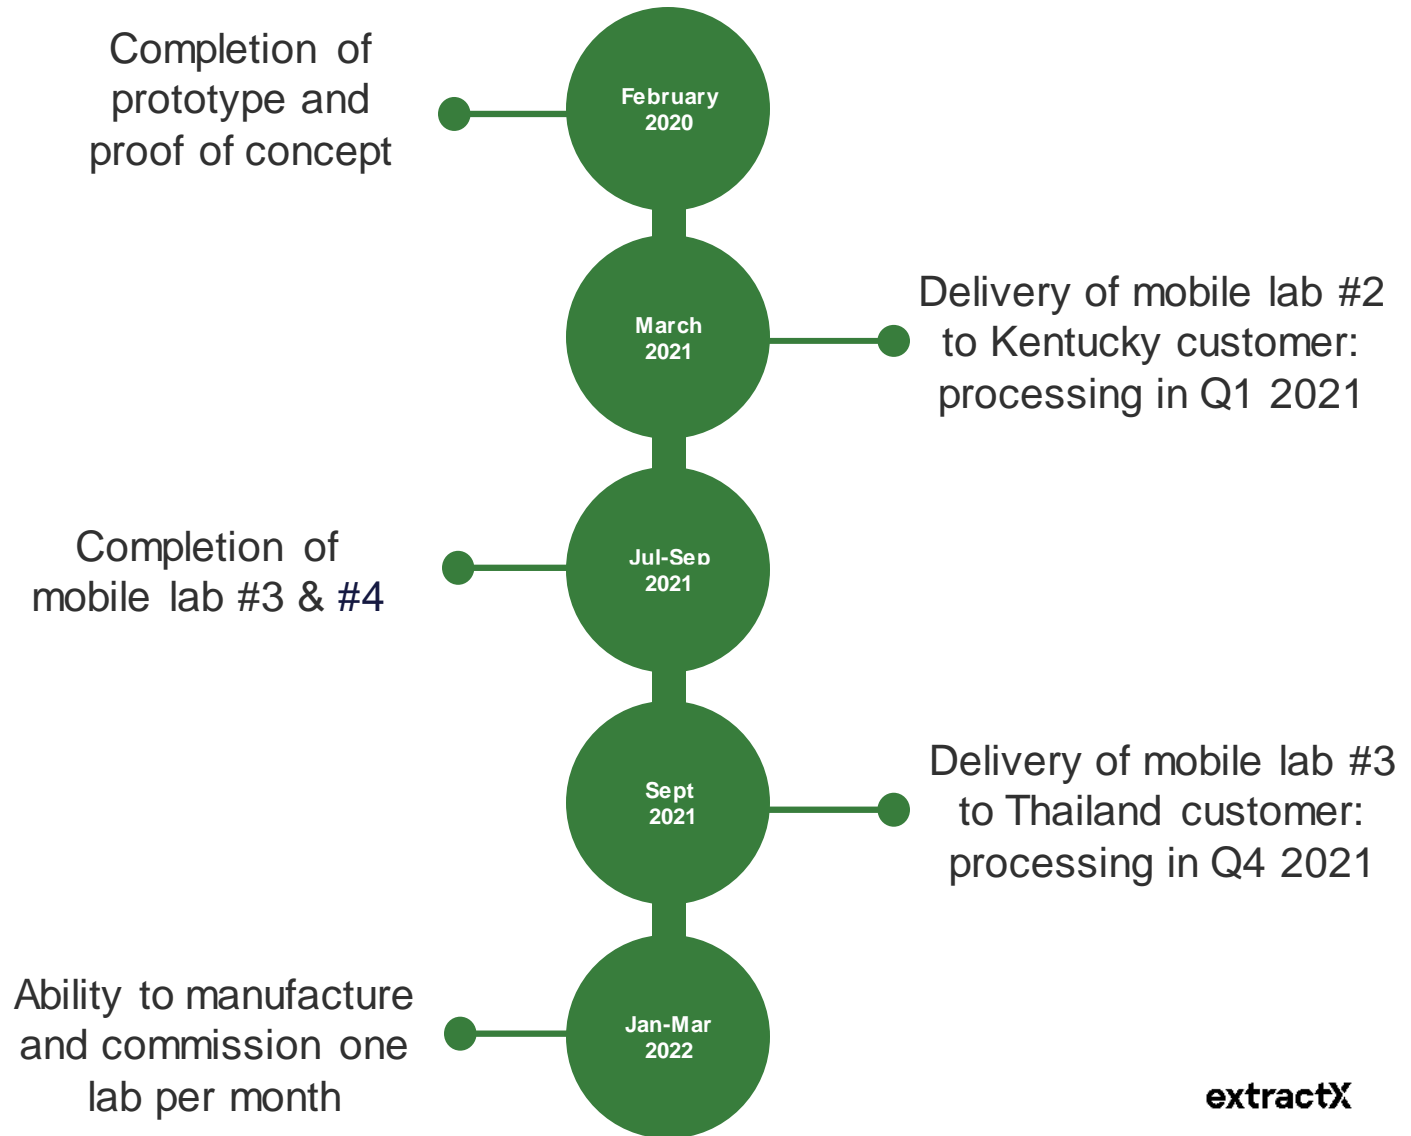 Completion of
prototype and
proof of concept
February
2020
March
2021
Delivery of mobile lab #2
to Kentucky customer:
processing in Q1 2021
Completion of
mobile lab #3 & #4
Jul-Sep
2021
Sept
2021
Delivery of mobile lab #3
to Thailand customer:
processing in Q4 2021
Ability to manufacture
and commission one
lab per month
Jan-Mar
2022
extractX